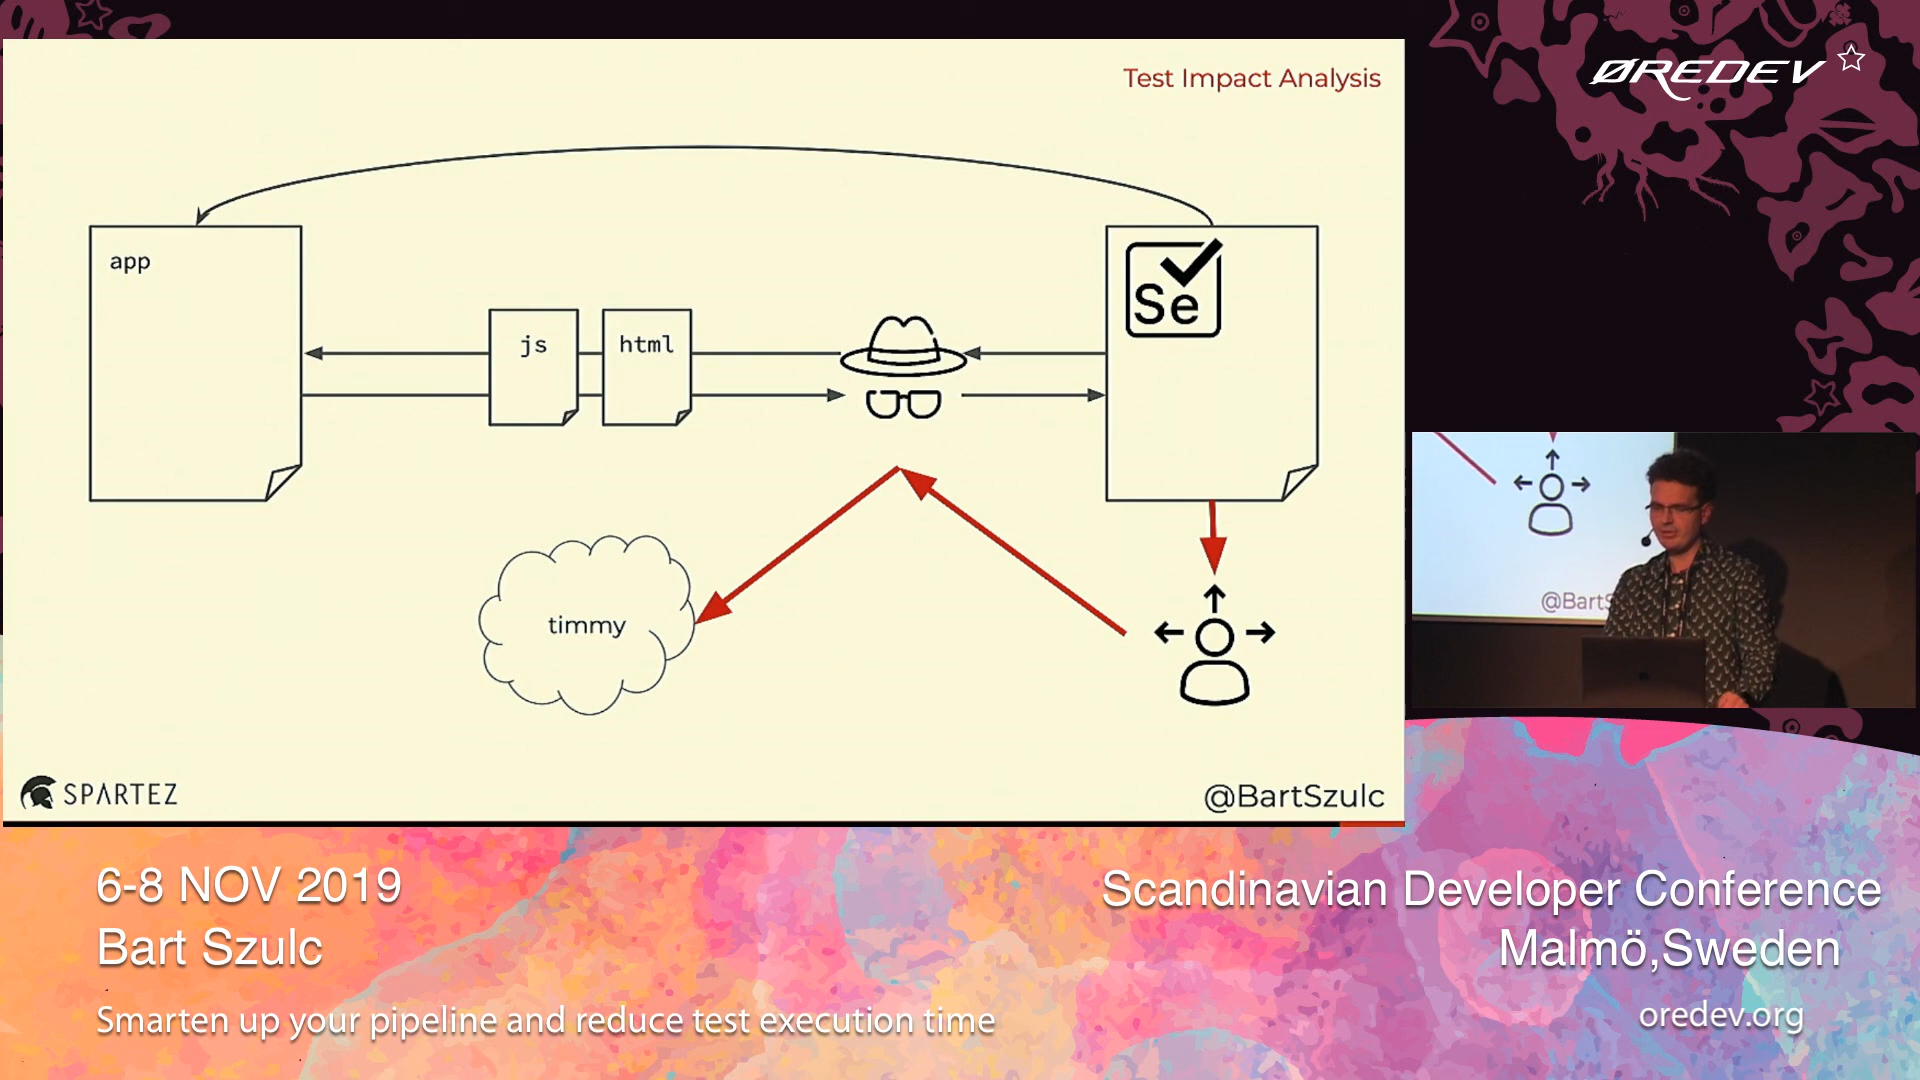 ØREDEV
Test Impact Analysis
app
js
html
Se
timmy
SPARTEZ
@BartSzulc
@BartS
6-8 NOV 2019
Bart Szulc
Smarten up your pipeline and reduce test execution time
Scandinavian Developer Conference
Malmö,Sweden
oredev.org